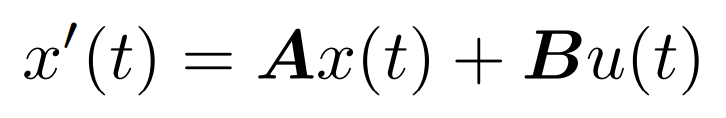 x′(t) = Ax(t) + Bu(t)